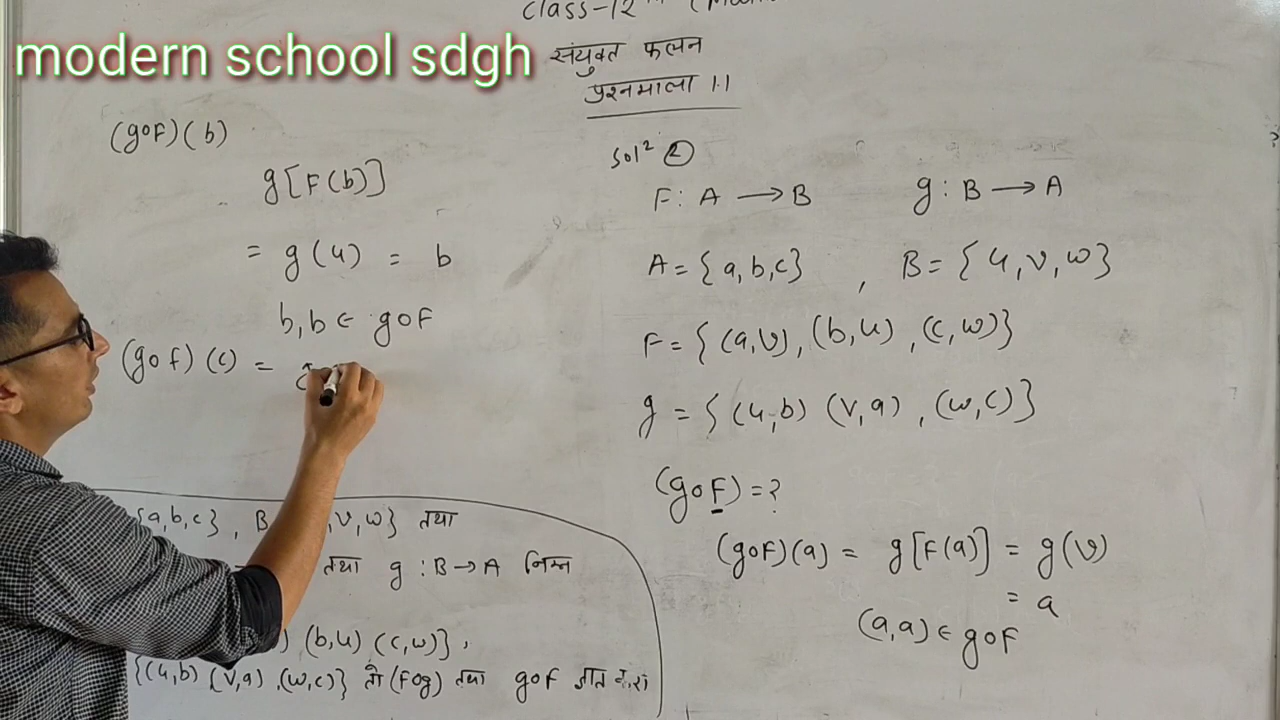 class-12th
modern school sdgh
संयुक्त फलन
प्रश्नमाला 1.1
(goF)(b)
g[F(b)]
= g(u) = b
b,b ∈ goF
(gof)(c) =
Sol² ②
F: A → B g: B → A
A = {a,b,c} , B = {u,v,w}
F = {(a,v), (b,u), (c,w)}
g = {(u,b) (v,a), (w,c)}
(goF) = ?
(goF)(a) = g[F(a)] = g(v)
= a
(a,a) ∈ goF
{a,b,c}, B v,w} तथा
तथा g : B → A निम्न
(b,u) (c,w)},
{(u,b) (v,a), (w,c)} तो (Fog) तथा goF ज्ञात करो